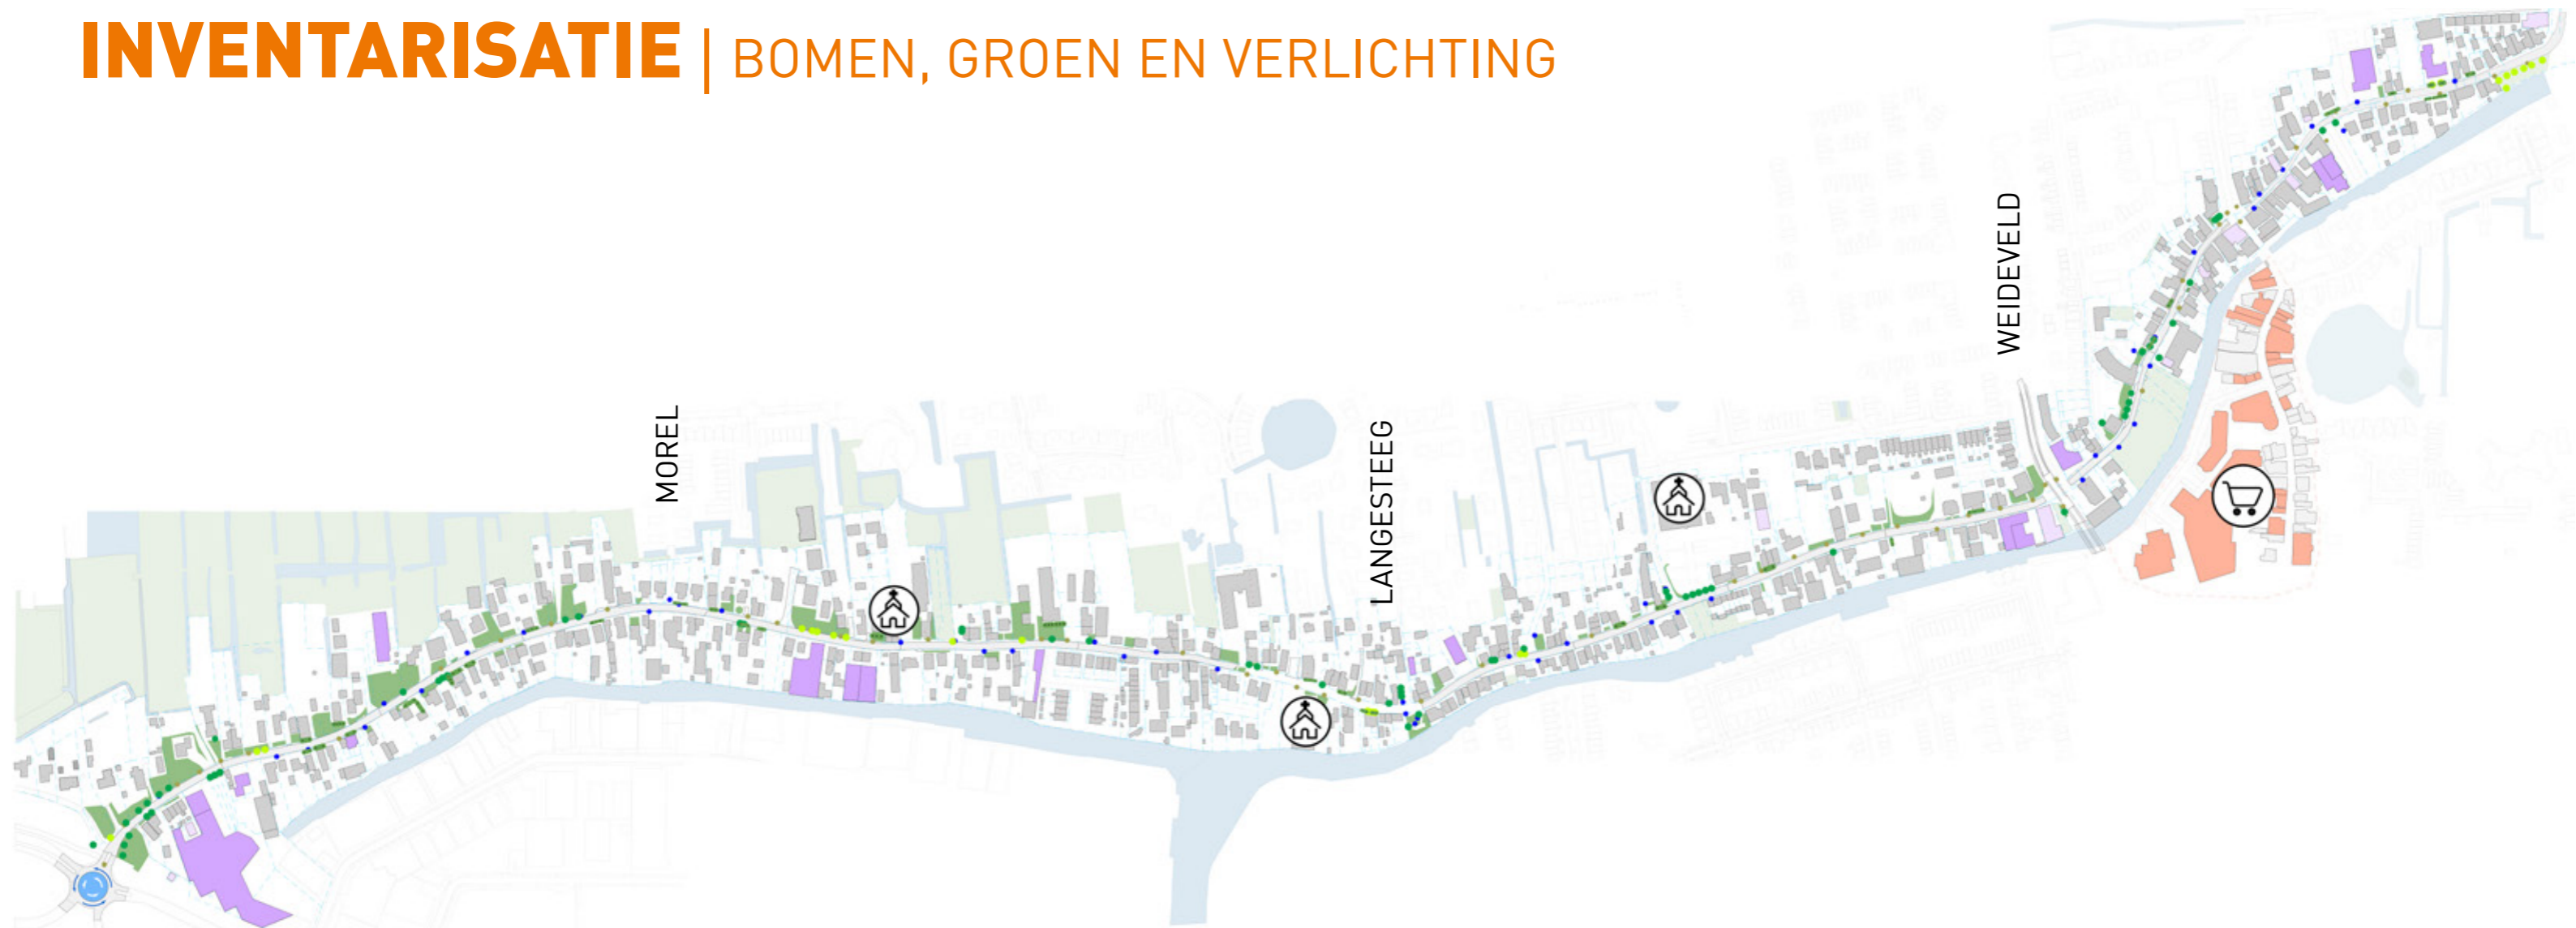 INVENTARISATIE | BOMEN, GROEN EN VERLICHTING
WEIDEVELD
MOREL
LANGESTEEG